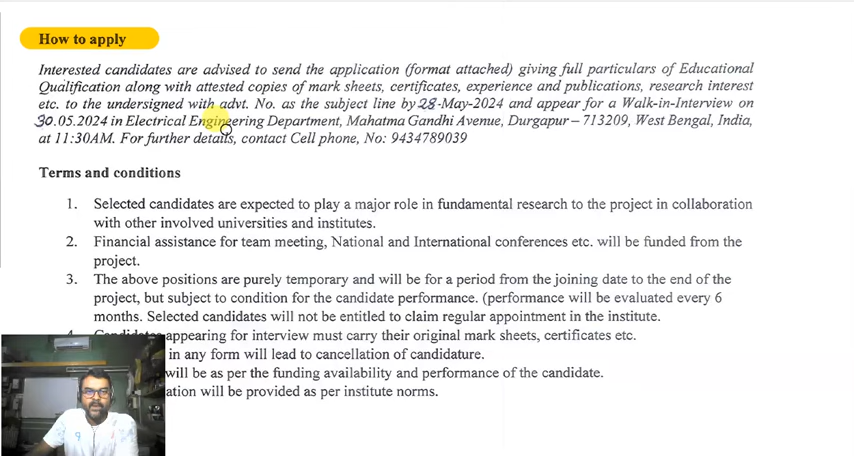 How to apply
Interested candidates are advised to send the application (format attached) giving full particulars of Educational
Qualification along with attested copies of mark sheets, certificates, experience and publications, research interest
etc. to the undersigned with advt. No. as the subject line by 28-May-2024 and appear for a Walk-in-Interview on
30.05.2024 in Electrical Engineering Department, Mahatma Gandhi Avenue, Durgapur – 713209, West Bengal, India,
at 11:30AM. For further details, contact Cell phone, No: 9434789039
Terms and conditions
1. Selected candidates are expected to play a major role in fundamental research to the project in collaboration
with other involved universities and institutes.
2. Financial assistance for team meeting, National and International conferences etc. will be funded from the
project.
3. The above positions are purely temporary and will be for a period from the joining date to the end of the
project, but subject to condition for the candidate performance. (performance will be evaluated every 6
months. Selected candidates will not be entitled to claim regular appointment in the institute.
4. Candidates appearing for interview must carry their original mark sheets, certificates etc.
in any form will lead to cancellation of candidature.
will be as per the funding availability and performance of the candidate.
ation will be provided as per institute norms.